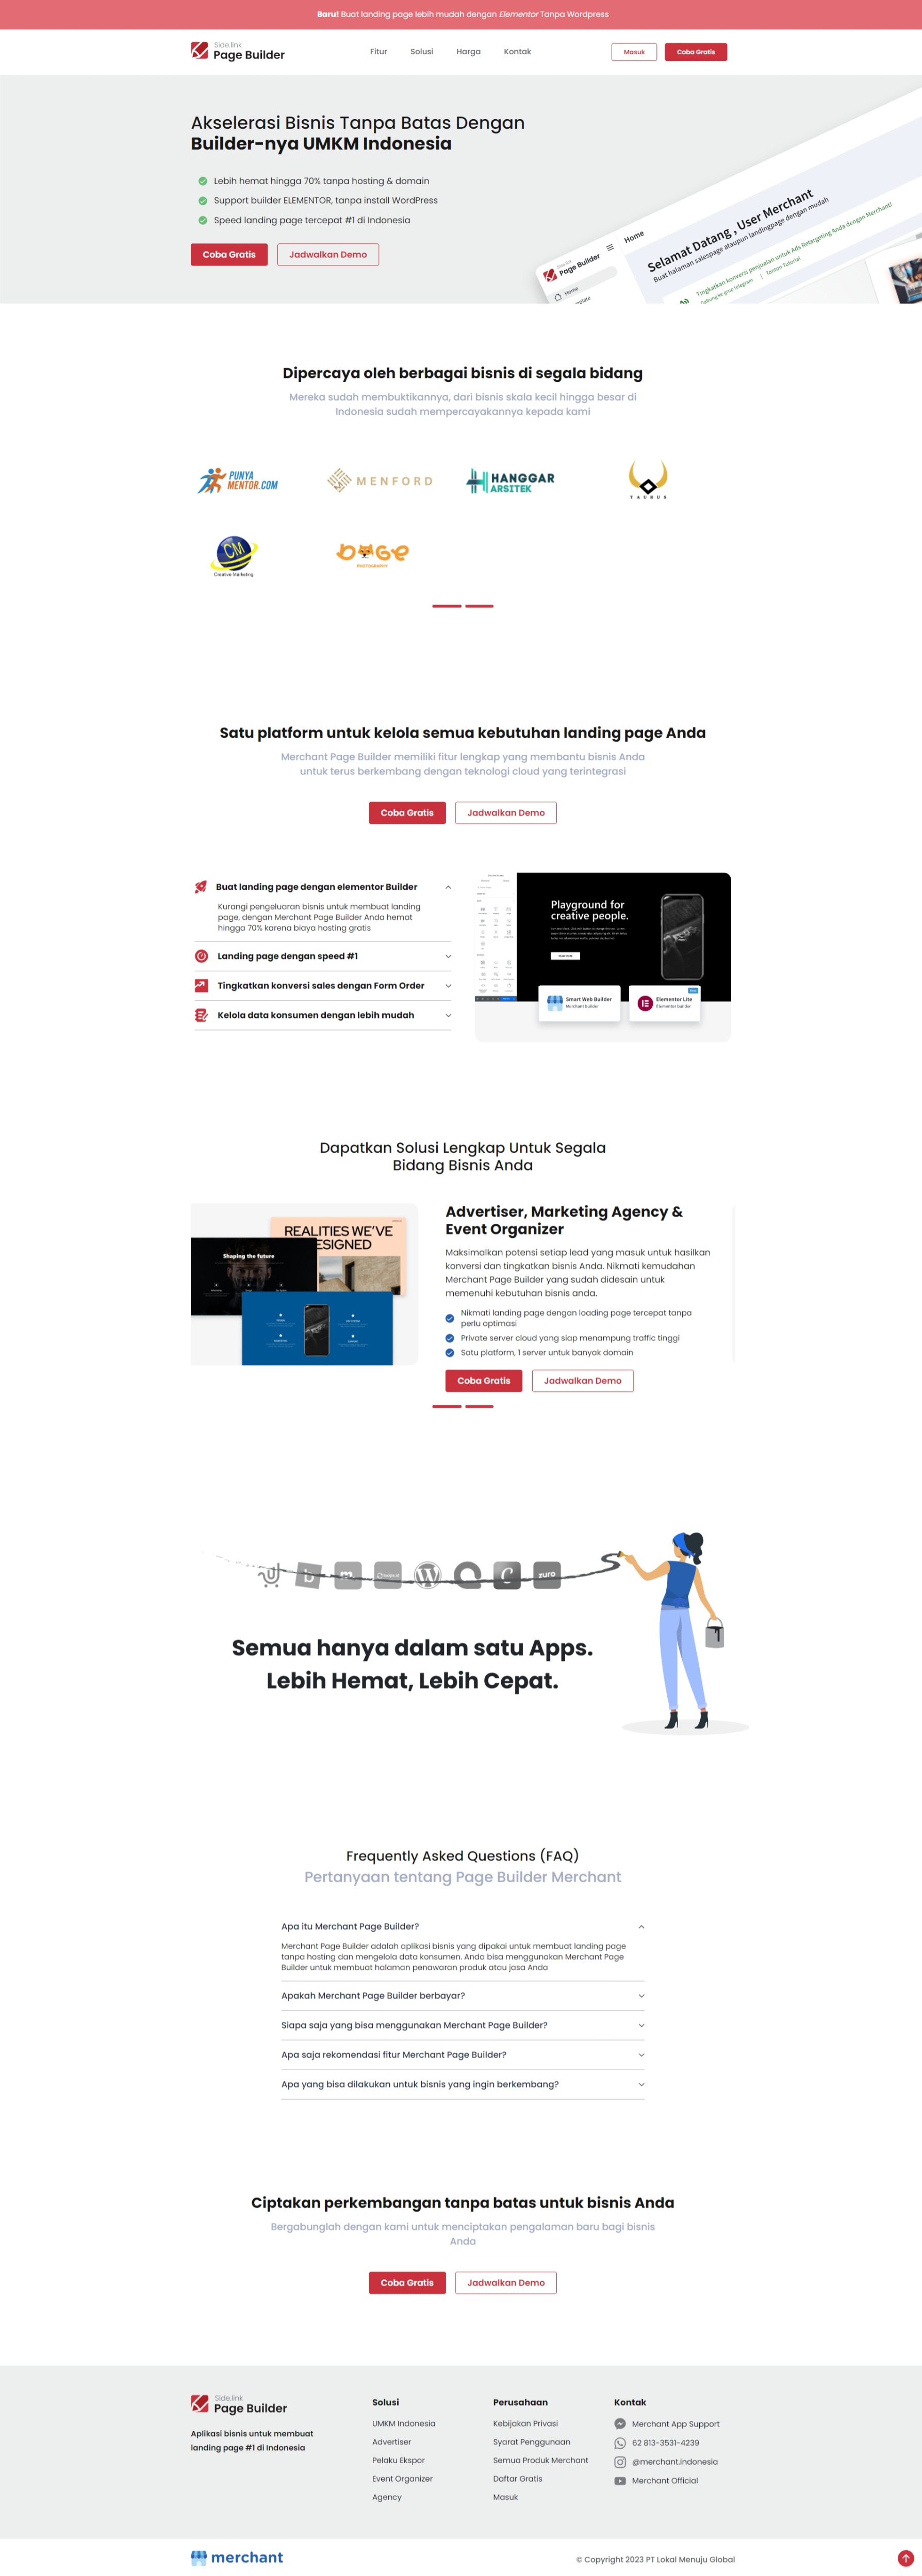 Baru! Buat landing page lebih mudah dengan Elementor Tanpa Wordpress
Side.link
Page Builder
Fitur
Solusi
Harga
Kontak
Masuk
Coba Gratis
Akselerasi Bisnis Tanpa Batas Dengan
Builder-nya UMKM Indonesia
Lebih hemat hingga 70% tanpa hosting & domain
Support builder ELEMENTOR, tanpa install WordPress
Speed landing page tercepat #1 di Indonesia
Coba Gratis
Jadwalkan Demo
Page Builder
Home
Home
Selamat Datang , User Merchant
Buat halaman salespage ataupun landingpage dengan mudah
Tingkatkan konversi penjualan untuk Ads Retargeting Anda dengan Merchant!
Tonton Tutorial
Dipercaya oleh berbagai bisnis di segala bidang
Mereka sudah membuktikannya, dari bisnis skala kecil hingga besar di
Indonesia sudah mempercayakannya kepada kami
PUNYA
MENTOR.COM
MENFORD
HANGGAR
ARSITEK
TAURUS
CM
Creative Marketing
DOGE
PHOTOGRAPHY
Satu platform untuk kelola semua kebutuhan landing page Anda
Merchant Page Builder memiliki fitur lengkap yang membantu bisnis Anda
untuk terus berkembang dengan teknologi cloud yang terintegrasi
Coba Gratis
Jadwalkan Demo
Buat landing page dengan elementor Builder
Kurangi pengeluaran bisnis untuk membuat landing
page, dengan Merchant Page Builder Anda hemat
hingga 70% karena biaya hosting gratis
Landing page dengan speed #1
Tingkatkan konversi sales dengan Form Order
Kelola data konsumen dengan lebih mudah
Playground for
creative people.
Smart Web Builder
Merchant builder
Elementor Lite
Elementor builder
Dapatkan Solusi Lengkap Untuk Segala
Bidang Bisnis Anda
REALITIES WE'VE
ESIGNED
Shaping the future
Advertiser, Marketing Agency &
Event Organizer
Maksimalkan potensi setiap lead yang masuk untuk hasilkan
konversi dan tingkatkan bisnis Anda. Nikmati kemudahan
Merchant Page Builder yang sudah didesain untuk
memenuhi kebutuhan bisnis anda.
Nikmati landing page dengan loading page tercepat tanpa
perlu optimasi
Private server cloud yang siap menampung traffic tinggi
Satu platform, 1 server untuk banyak domain
Coba Gratis
Jadwalkan Demo
zuro
Semua hanya dalam satu Apps.
Lebih Hemat, Lebih Cepat.
Frequently Asked Questions (FAQ)
Pertanyaan tentang Page Builder Merchant
Apa itu Merchant Page Builder?
Merchant Page Builder adalah aplikasi bisnis yang dipakai untuk membuat landing page
tanpa hosting dan mengelola data konsumen. Anda bisa menggunakan Merchant Page
Builder untuk membuat halaman penawaran produk atau jasa Anda
Apakah Merchant Page Builder berbayar?
Siapa saja yang bisa menggunakan Merchant Page Builder?
Apa saja rekomendasi fitur Merchant Page Builder?
Apa yang bisa dilakukan untuk bisnis yang ingin berkembang?
Ciptakan perkembangan tanpa batas untuk bisnis Anda
Bergabunglah dengan kami untuk menciptakan pengalaman baru bagi bisnis
Anda
Coba Gratis
Jadwalkan Demo
Side.link
Page Builder
Aplikasi bisnis untuk membuat
landing page #1 di Indonesia
Solusi
UMKM Indonesia
Advertiser
Pelaku Ekspor
Event Organizer
Agency
Perusahaan
Kebijakan Privasi
Syarat Penggunaan
Semua Produk Merchant
Daftar Gratis
Masuk
Kontak
Merchant App Support
62 813-3531-4239
@merchant.indonesia
Merchant Official
merchant
© Copyright 2023 PT Lokal Menuju Global